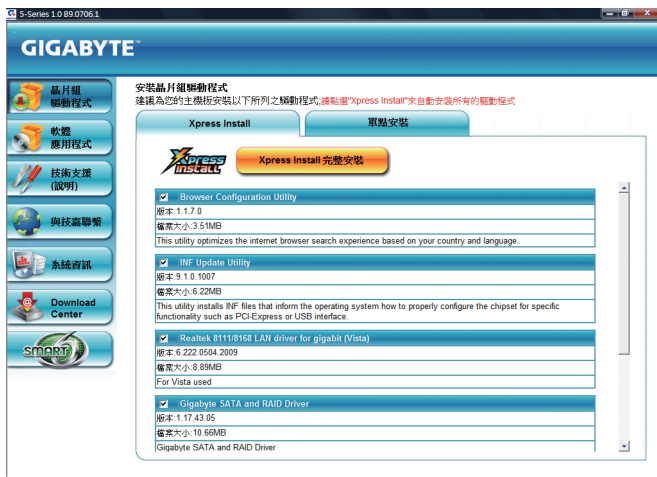 5-Series 1.0 B9.0706.1
GIGABYTE™
晶片組
驅動程式
軟體
應用程式
技術支援
(說明)
與技嘉聯繫
系統資訊
Download
Center
SMART
安裝晶片組驅動程式
建議為您的主機板安裝以下所列之驅動程式;請點選"Xpress Install"來自動安裝所有的驅動程式
Xpress Install
單點安裝
Xpress
INSTALL
Xpress Install 完整安裝
Browser Configuration Utility
版本:1.1.7.0
檔案大小:3.51MB
This utility optimizes the internet browser search experience based on your country and language.
INF Update Utility
版本:9.1.0.1007
檔案大小:6.22MB
This utility installs INF files that inform the operating system how to properly configure the chipset for specific
functionality such as PCI-Express or USB interface.
Realtek 8111/8168 LAN driver for gigabit (Vista)
版本:6.222.0504.2009
檔案大小:8.89MB
For Vista used
Gigabyte SATA and RAID Driver
版本:1.17.43.05
檔案大小:10.66MB
Gigabyte SATA and RAID Driver